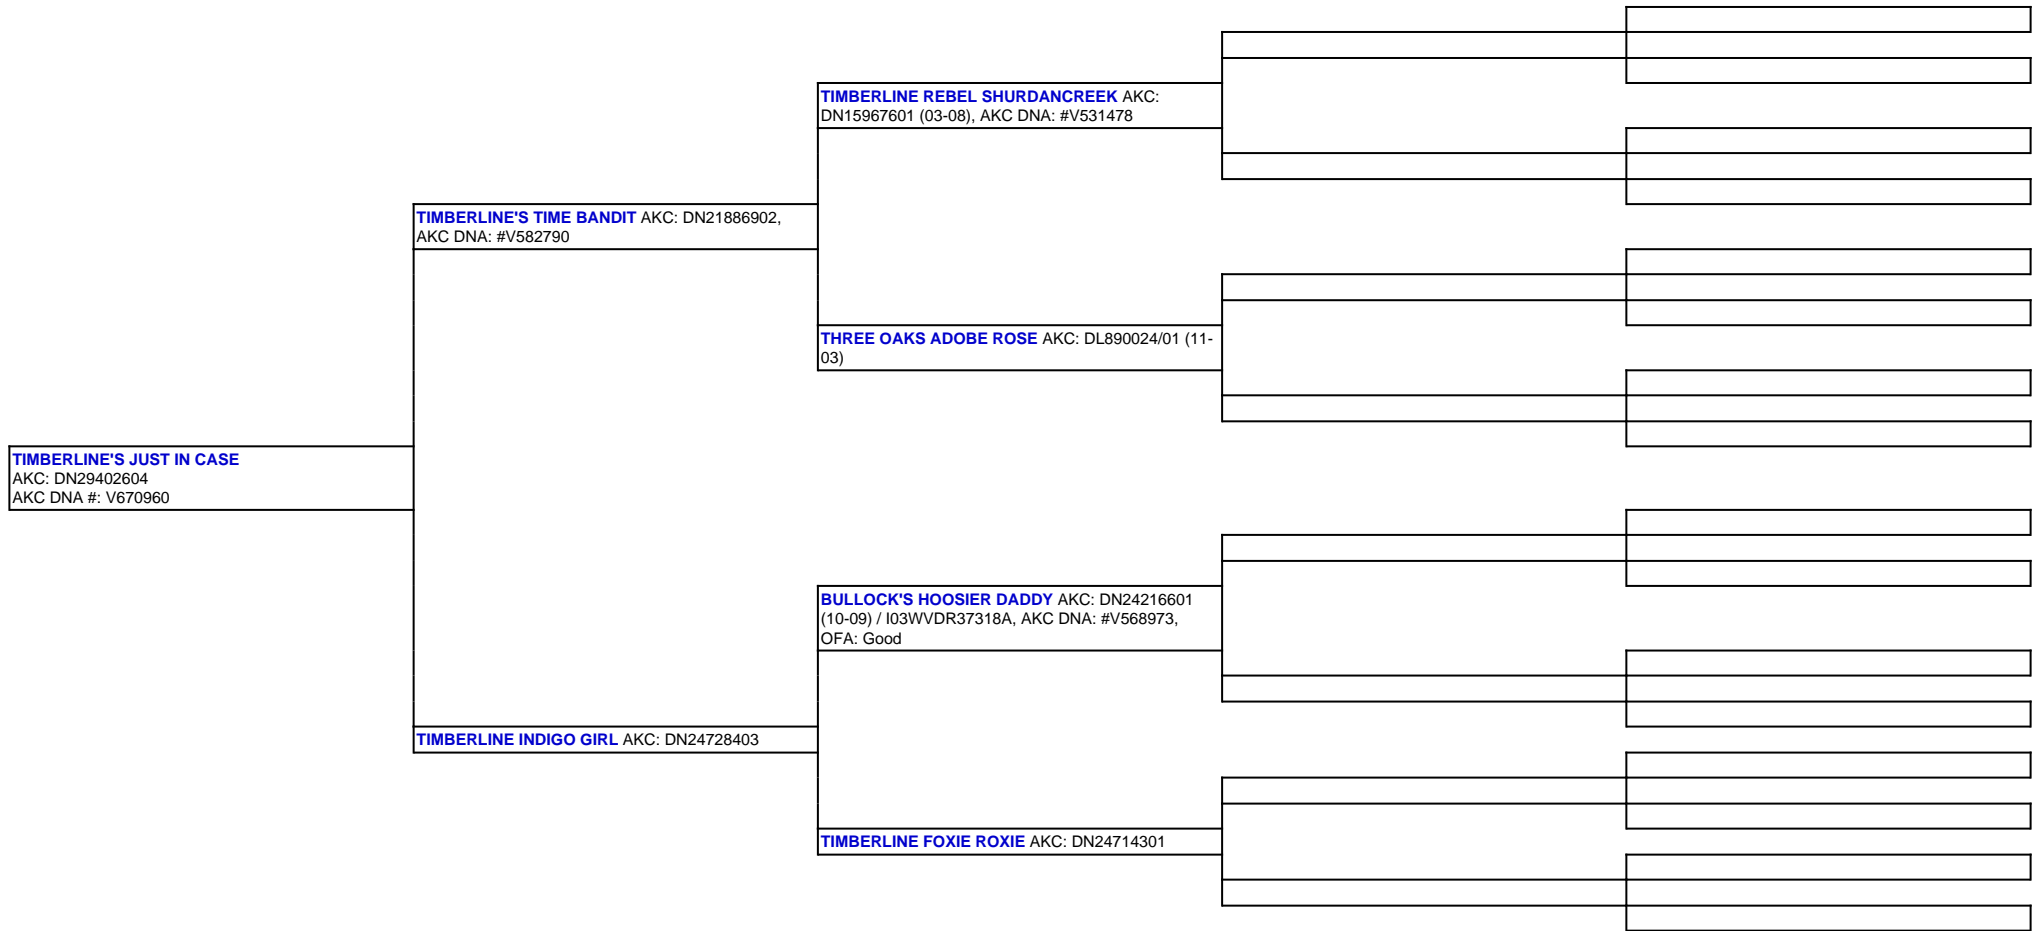 TIMBERLINE REBEL SHURDANCREEK AKC:
DN15967601 (03-08), AKC DNA: #V531478
TIMBERLINE'S TIME BANDIT AKC: DN21886902,
AKC DNA: #V582790
THREE OAKS ADOBE ROSE AKC: DL890024/01 (11-
03)
TIMBERLINE'S JUST IN CASE
AKC: DN29402604
AKC DNA #: V670960
BULLOCK'S HOOSIER DADDY AKC: DN24216601
(10-09) / I03WVDR37318A, AKC DNA: #V568973,
OFA: Good
TIMBERLINE INDIGO GIRL AKC: DN24728403
TIMBERLINE FOXIE ROXIE AKC: DN24714301